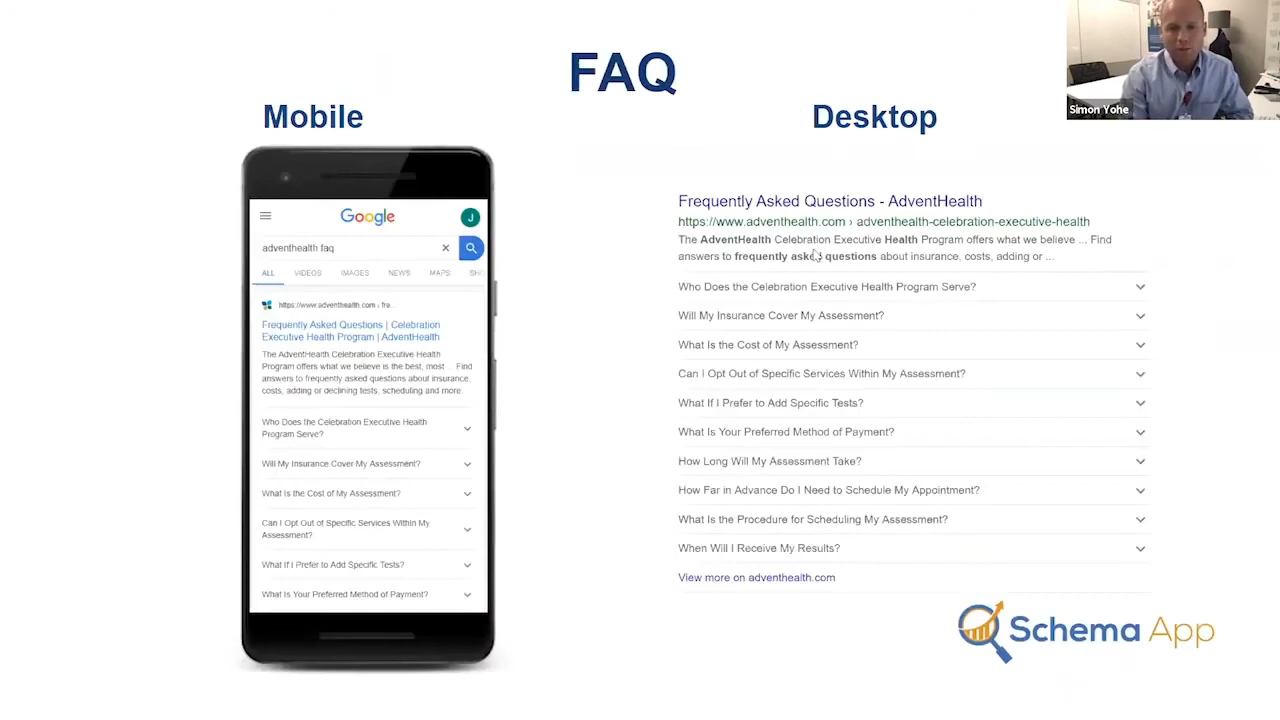 FAQ
Mobile
Desktop
Simon Yohe
Google
J
adventhealth faq
ALL VIDEOS IMAGES NEWS MAPS
https://www.adventhealth.com › fre...
Frequently Asked Questions | Celebration
Executive Health Program | AdventHealth
The AdventHealth Celebration Executive Health
Program offers what we believe is the best, most ... Find
answers to frequently asked questions about insurance,
costs, adding or declining tests, scheduling and more.
Who Does the Celebration Executive Health
Program Serve?
Will My Insurance Cover My Assessment?
What Is the Cost of My Assessment?
Can I Opt Out of Specific Services Within My
Assessment?
What If I Prefer to Add Specific Tests?
What Is Your Preferred Method of Payment?
Frequently Asked Questions - AdventHealth
https://www.adventhealth.com › adventhealth-celebration-executive-health
The AdventHealth Celebration Executive Health Program offers what we believe ... Find
answers to frequently asked questions about insurance, costs, adding or ...
Who Does the Celebration Executive Health Program Serve?
Will My Insurance Cover My Assessment?
What Is the Cost of My Assessment?
Can I Opt Out of Specific Services Within My Assessment?
What If I Prefer to Add Specific Tests?
What Is Your Preferred Method of Payment?
How Long Will My Assessment Take?
How Far in Advance Do I Need to Schedule My Appointment?
What Is the Procedure for Scheduling My Assessment?
When Will I Receive My Results?
View more on adventhealth.com
Schema App